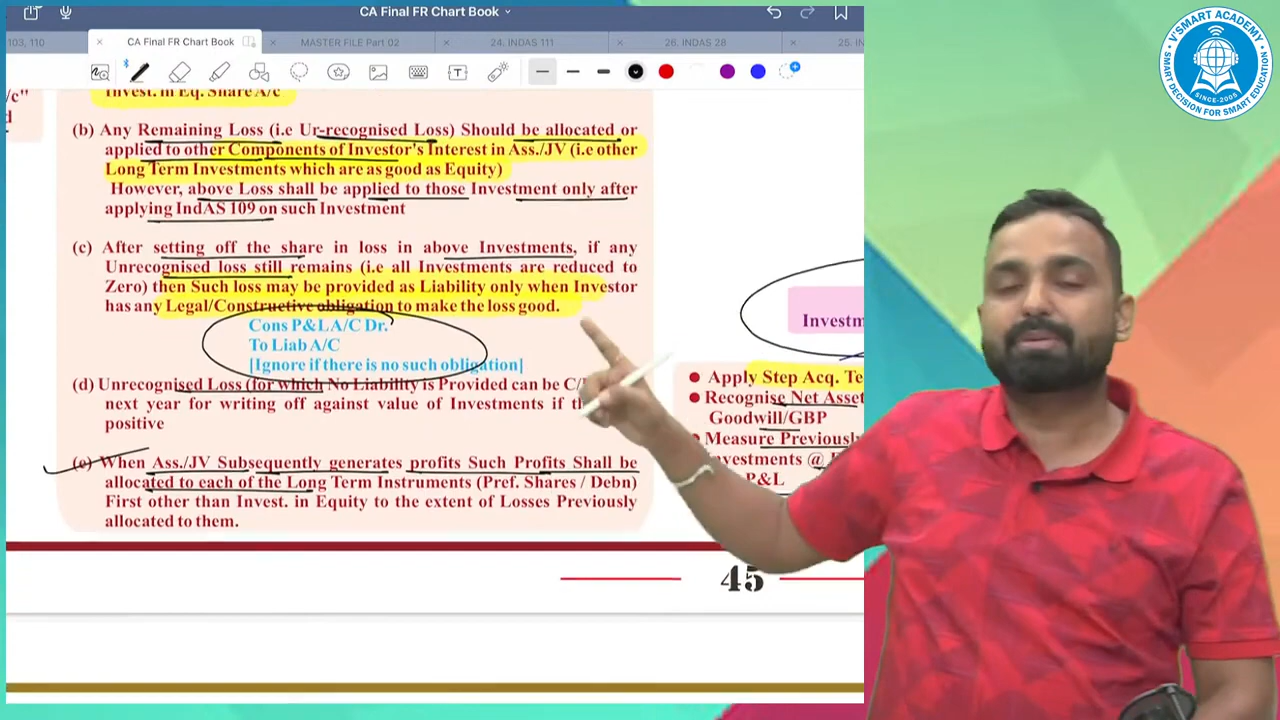 CA Final FR Chart Book
103, 110
CA Final FR Chart Book
MASTER FILE Part 02
24. INDAS 111
26. INDAS 28
25. IN
/c"
d
Invest. in Eq. Share A/c
(b) Any Remaining Loss (i.e Ur-recognised Loss) Should be allocated or
applied to other Components of Investor's Interest in Ass./JV (i.e other
Long Term Investments which are as good as Equity)
However, above Loss shall be applied to those Investment only after
applying IndAS 109 on such Investment
(c) After setting off the share in loss in above Investments, if any
Unrecognised loss still remains (i.e all Investments are reduced to
Zero) then Such loss may be provided as Liability only when Investor
has any Legal/Constructive obligation to make the loss good.
Cons P&L A/C Dr.
To Liab A/C
[Ignore if there is no such obligation]
(d) Unrecognised Loss (for which No Liability is Provided can be C/
next year for writing off against value of Investments if
positive
(e) When Ass./JV Subsequently generates profits Such Profits Shall be
allocated to each of the Long Term Instruments (Pref. Shares / Debn)
First other than Invest. in Equity to the extent of Losses Previously
allocated to them.
Investm
● Apply Step Acq. Te
● Recognise Net Asset
Goodwill/GBP
Measure Previously
nvestments @
P&L
45
V'SMART ACADEMY
SINCE-2005
SMART DECISION FOR SMART EDUCATION